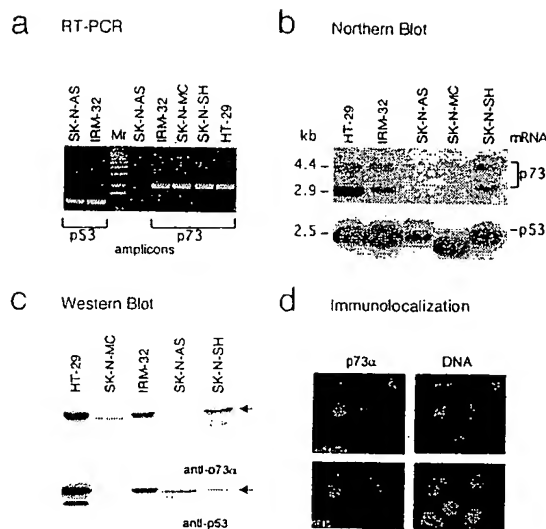 a RT-PCR
SK-N-AS
IRM-32
Mr
SK-N-AS
IRM-32
SK-N-MC
SK-N-SH
HT-29
p53 p73
amplicons
b Northern Blot
HT-29
IRM-32
SK-N-AS
SK-N-MC
SK-N-SH
kb mRNA
4.4
p73
2.9
2.5 p53
c Western Blot
HT-29
SK-N-MC
IRM-32
SK-N-AS
SK-N-SH
anti-p73α
anti-p53
d Immunolocalization
p73α DNA